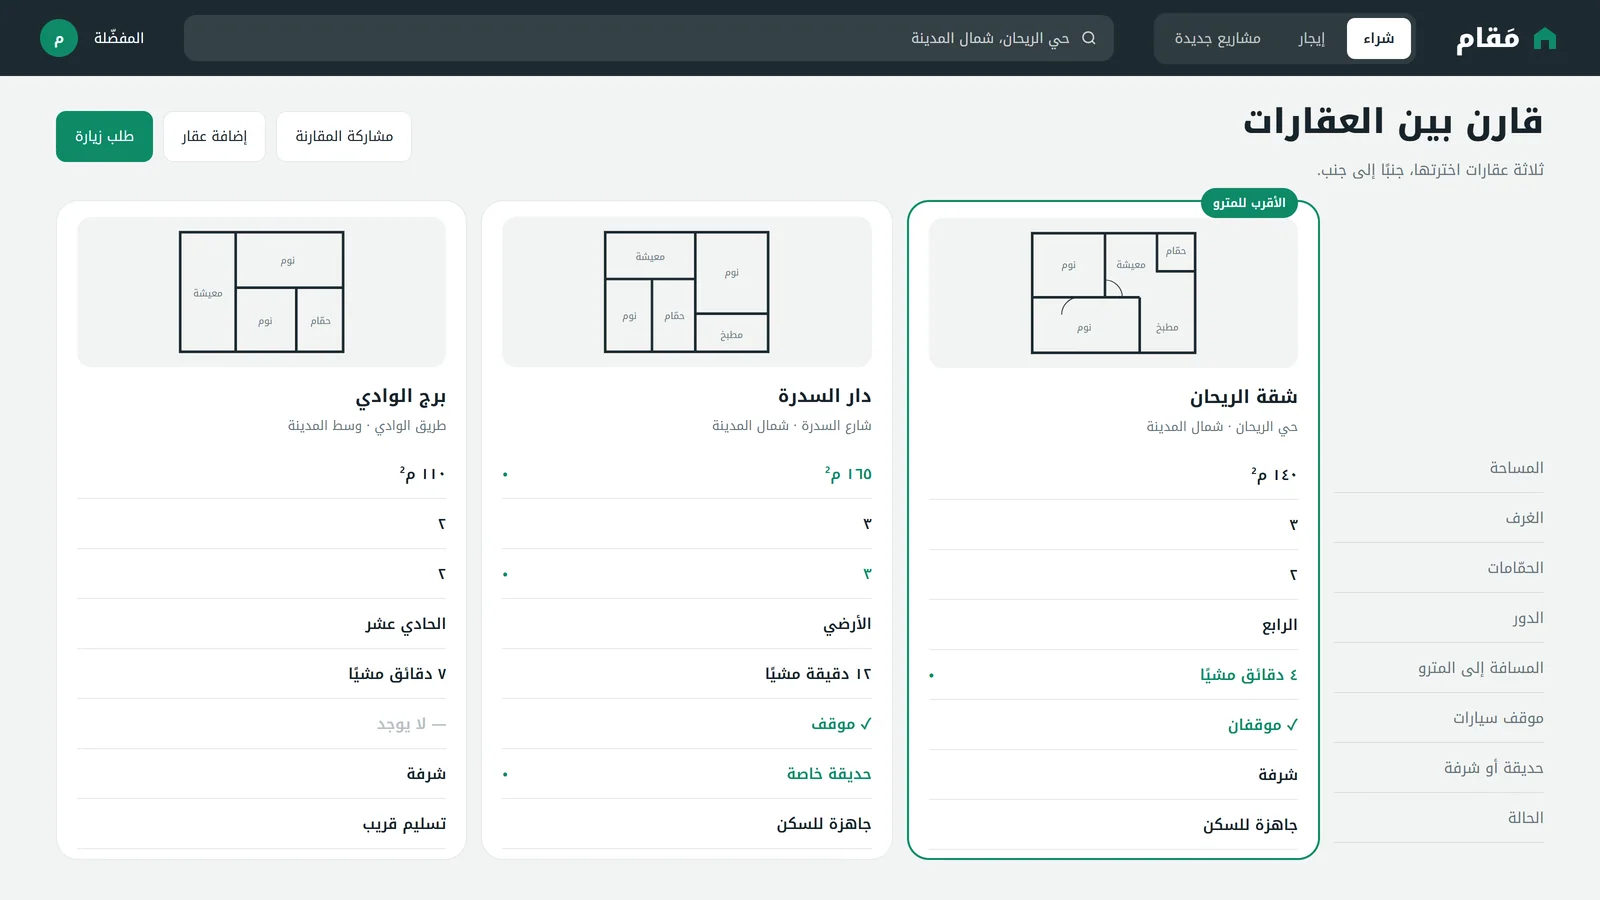 مَقام
شراء
إيجار
مشاريع جديدة
حي الريحان، شمال المدينة
المفضّلة
م
قارن بين العقارات
ثلاثة عقارات اخترتها، جنبًا إلى جنب.
مشاركة المقارنة
إضافة عقار
طلب زيارة
المساحة
الغرف
الحمّامات
الدور
المسافة إلى المترو
موقف سيارات
حديقة أو شرفة
الحالة
الأقرب للمترو
حمّام
معيشة
نوم
نوم
مطبخ
شقة الريحان
حي الريحان · شمال المدينة
١٤٠ م²
٣
٢
الرابع
٤ دقائق مشيًا •
✓ موقفان
شرفة
جاهزة للسكن
معيشة
نوم
نوم
حمّام
مطبخ
دار السدرة
شارع السدرة · شمال المدينة
١٦٥ م² •
٣
٣ •
الأرضي
١٢ دقيقة مشيًا
✓ موقف
حديقة خاصة •
جاهزة للسكن
نوم
معيشة
نوم
حمّام
برج الوادي
طريق الوادي · وسط المدينة
١١٠ م²
٢
٢
الحادي عشر
٧ دقائق مشيًا
— لا يوجد
شرفة
تسليم قريب